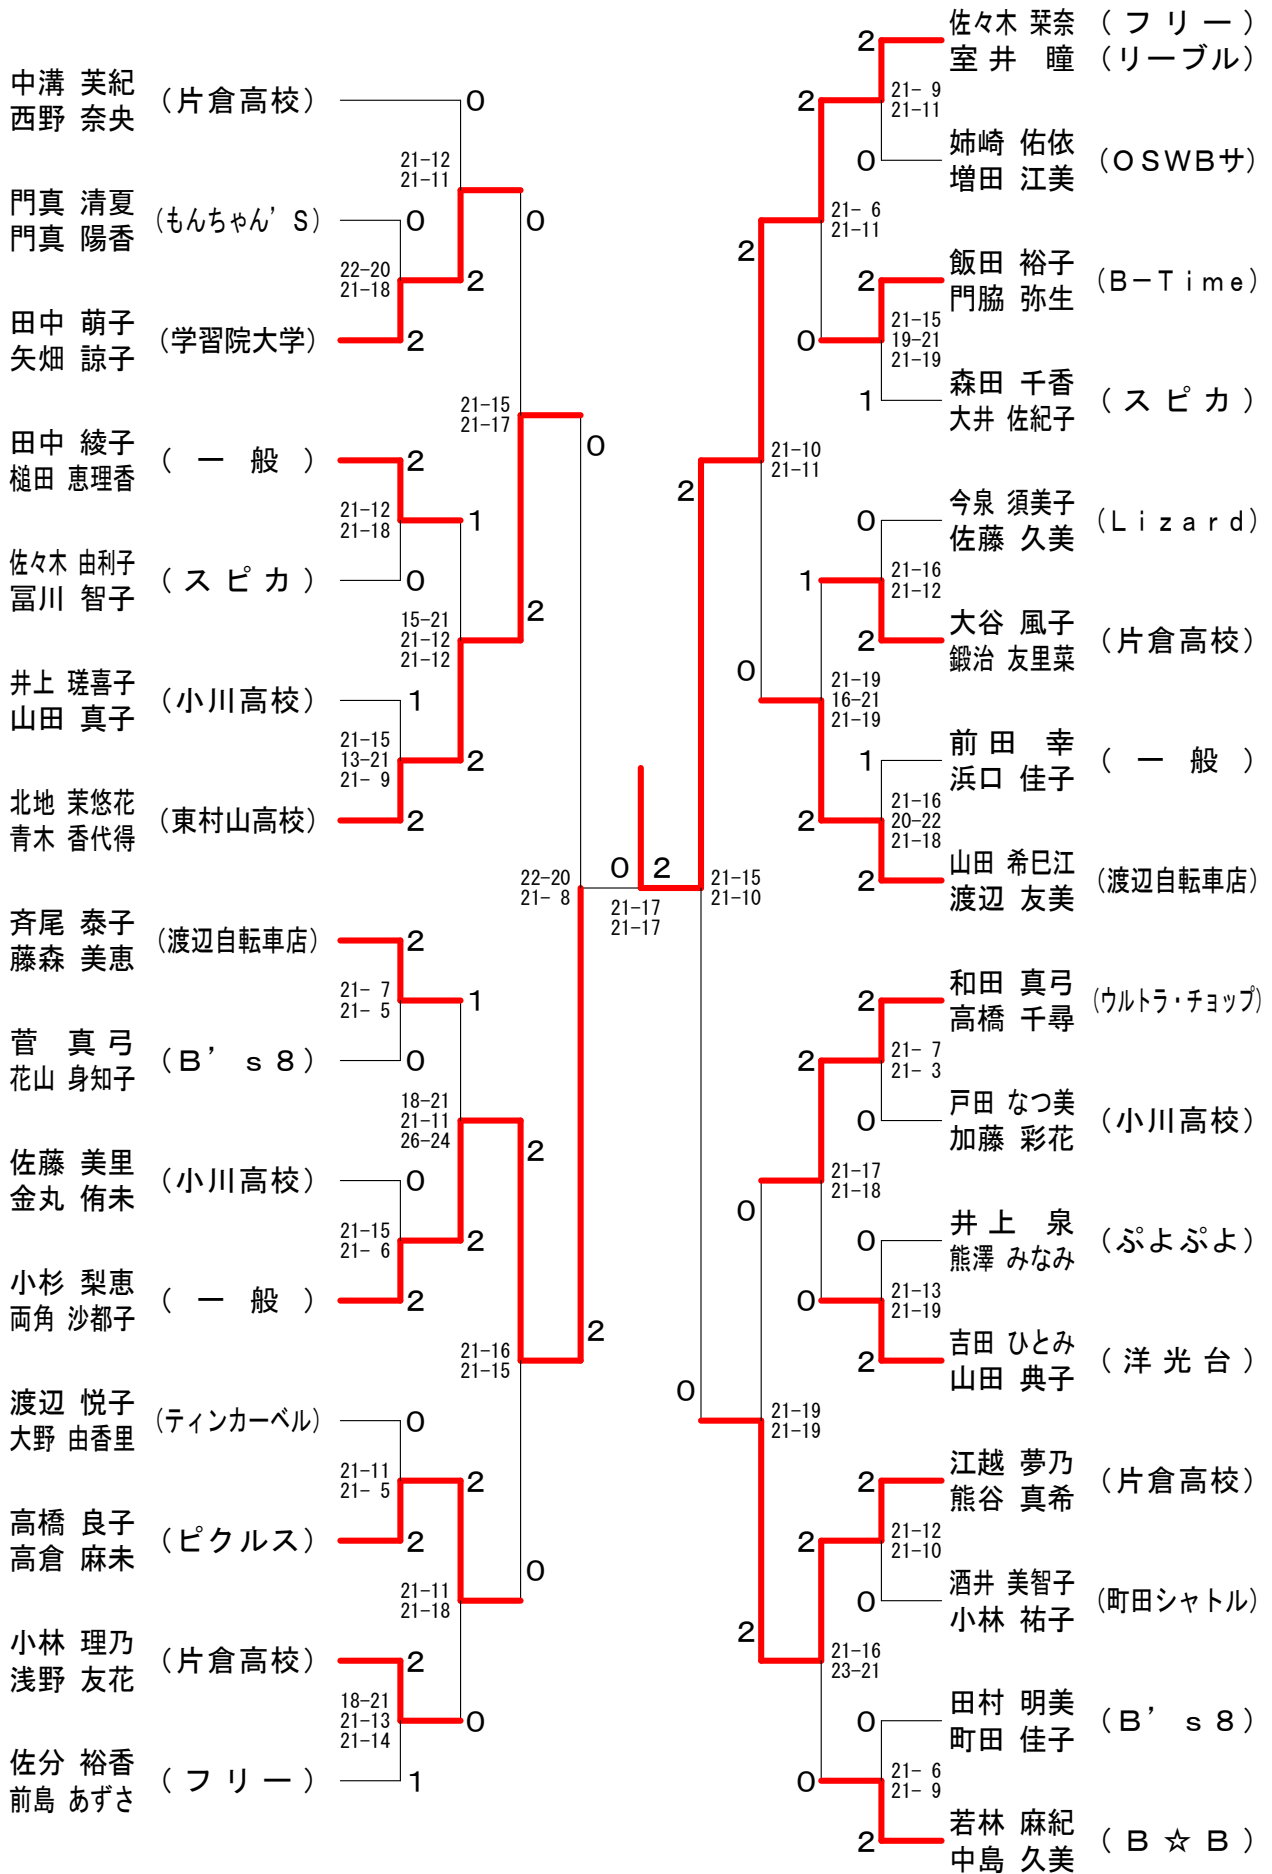 中溝 芙紀
西野 奈央
(片倉高校)
0
21-12
21-11
門真 清夏
門真 陽香
(もんちゃん’S)
0
0
22-20
21-18
2
田中 萌子
矢畑 諒子
(学習院大学)
2
21-15
21-17
0
田中 綾子
槌田 恵理香
(一般)
2
21-12
21-18
1
佐々木 由利子
冨川 智子
(スピカ)
0
15-21
21-12
21-12
2
井上 瑳喜子
山田 真子
(小川高校)
1
21-15
13-21
21- 9
2
北地 茉悠花
青木 香代得
(東村山高校)
2
22-20
21- 8
0
2
21-17
21-17
斉尾 泰子
藤森 美恵
(渡辺自転車店)
2
21- 7
21- 5
1
菅 真弓
花山 身知子
(B’s8)
0
18-21
21-11
26-24
2
佐藤 美里
金丸 侑未
(小川高校)
0
21-15
21- 6
2
小杉 梨恵
両角 沙都子
(一般)
2
21-16
21-15
2
渡辺 悦子
大野 由香里
(ティンカーベル)
0
21-11
21- 5
2
高橋 良子
高倉 麻未
(ピクルス)
2
21-11
21-18
0
小林 理乃
浅野 友花
(片倉高校)
2
18-21
21-13
21-14
0
佐分 裕香
前島 あずさ
(フリー)
1
佐々木 栞奈 (フリー)
室井 瞳 (リーブル)
2
2
21- 9
21-11
姉崎 佑依
増田 江美
(OSWBサ)
0
21- 6
21-11
2
飯田 裕子
門脇 弥生
(B-Time)
2
0
21-15
19-21
21-19
森田 千香
大井 佐紀子
(スピカ)
1
21-10
21-11
2
今泉 須美子
佐藤 久美
(Lizard)
0
1
21-16
21-12
大谷 風子
鍛治 友里菜
(片倉高校)
2
0
21-19
16-21
21-19
前田 幸
浜口 佳子
(一般)
1
2
21-16
20-22
21-18
山田 希巳江
渡辺 友美
(渡辺自転車店)
2
21-15
21-10
和田 真弓
高橋 千尋
(ウルトラ・チョップ)
2
2
21- 7
21- 3
戸田 なつ美
加藤 彩花
(小川高校)
0
21-17
21-18
0
井上 泉
熊澤 みなみ
(ぷよぷよ)
0
0
21-13
21-19
吉田 ひとみ
山田 典子
(洋光台)
2
0
21-19
21-19
江越 夢乃
熊谷 真希
(片倉高校)
2
2
21-12
21-10
酒井 美智子
小林 祐子
(町田シャトル)
0
2
21-16
23-21
田村 明美
町田 佳子
(B’s8)
0
0
21- 6
21- 9
若林 麻紀
中島 久美
(B☆B)
2